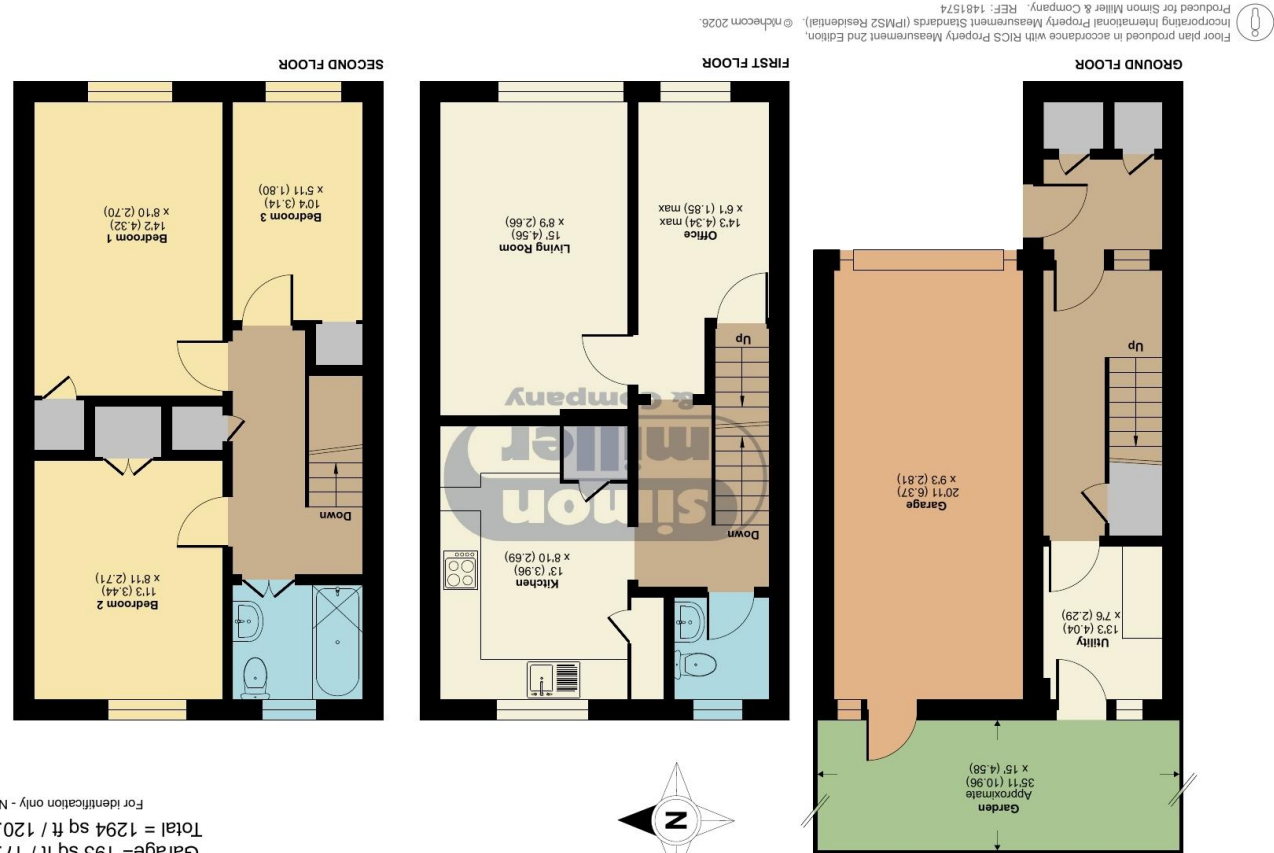 Garage= 193 sq ft / 17.
Total = 1294 sq ft / 120.
For identification only - N
N
Garden
Approximate
35'11 (10.96)
x 15' (4.58)
Utility
13'3 (4.04)
x 7'6 (2.29)
Up
Garage
20'11 (6.37)
x 9'3 (2.81)
GROUND FLOOR
Kitchen
13' (3.96)
x 8'10 (2.69)
Down
Up
simon
miller
& Company
Office
14'3 (4.34) max
x 6'1 (1.85) max
Living Room
15' (4.56)
x 8'9 (2.66)
FIRST FLOOR
Bedroom 2
11'3 (3.44)
x 8'11 (2.71)
Down
Bedroom 3
10'4 (3.14)
x 5'11 (1.80)
Bedroom 1
14'2 (4.32)
x 8'10 (2.70)
SECOND FLOOR
Floor plan produced in accordance with RICS Property Measurement 2nd Edition,
Incorporating International Property Measurement Standards (IPMS2 Residential). © nichecom 2026.
Produced for Simon Miller & Company. REF: 1481574